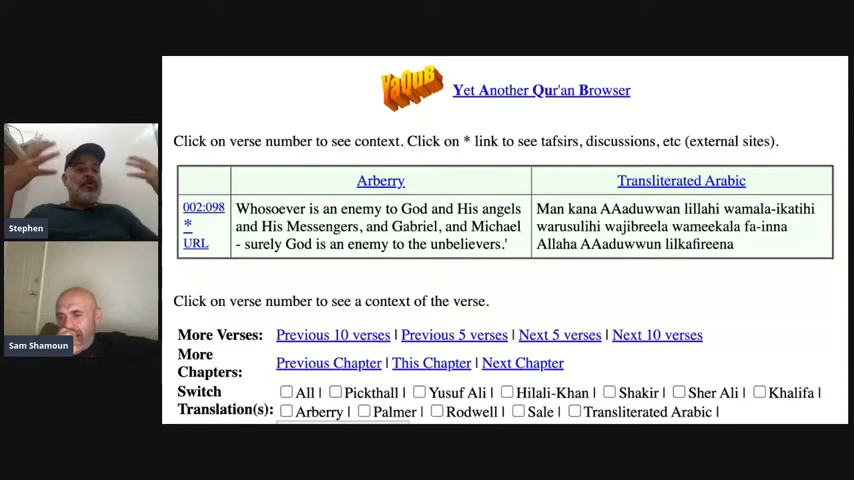 YaQuB
Yet Another Qur'an Browser
Click on verse number to see context. Click on * link to see tafsirs, discussions, etc (external sites).
Arberry
Transliterated Arabic
002:098
*
URL
Whosoever is an enemy to God and His angels
and His Messengers, and Gabriel, and Michael
- surely God is an enemy to the unbelievers.'
Man kana AAaduwwan lillahi wamala-ikatihi
warusulihi wajibreela wameekala fa-inna
Allaha AAaduwwun lilkafireena
Click on verse number to see a context of the verse.
More Verses: Previous 10 verses | Previous 5 verses | Next 5 verses | Next 10 verses
More
Chapters:
Previous Chapter | This Chapter | Next Chapter
Switch
Translation(s):
All | Pickthall | Yusuf Ali | Hilali-Khan | Shakir | Sher Ali | Khalifa |
Arberry | Palmer | Rodwell | Sale | Transliterated Arabic |
Stephen
Sam Shamoun